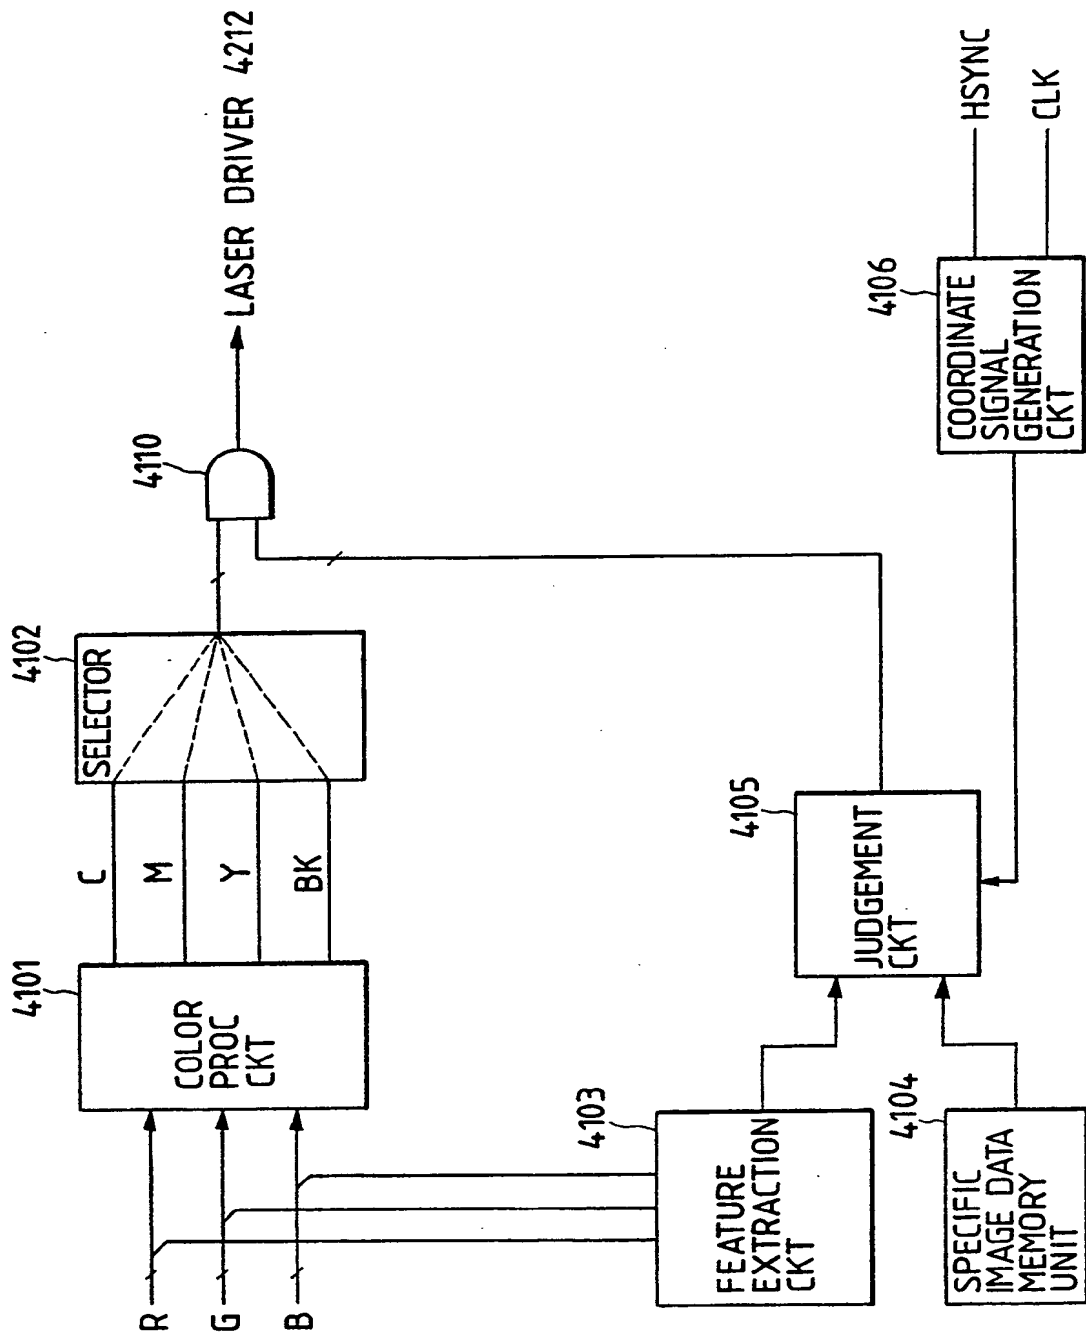 R
G
B
4101
COLOR
PROC
CKT
C
M
Y
BK
4102
SELECTOR
4110
LASER DRIVER 4212
4103
FEATURE
EXTRACTION
CKT
4104
SPECIFIC
IMAGE DATA
MEMORY
UNIT
4105
JUDGEMENT
CKT
4106
COORDINATE
SIGNAL
GENERATION
CKT
HSYNC
CLK